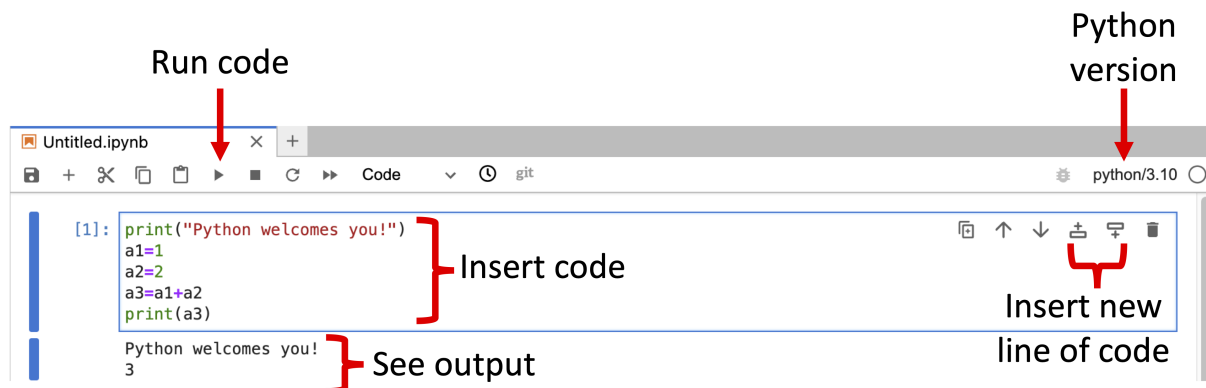 Python
version
Run code
Untitled.ipynb
Code
git
python/3.10
[1]:
print("Python welcomes you!")
a1=1
a2=2
a3=a1+a2
print(a3)
Insert code
Insert new
line of code
Python welcomes you!
3
See output